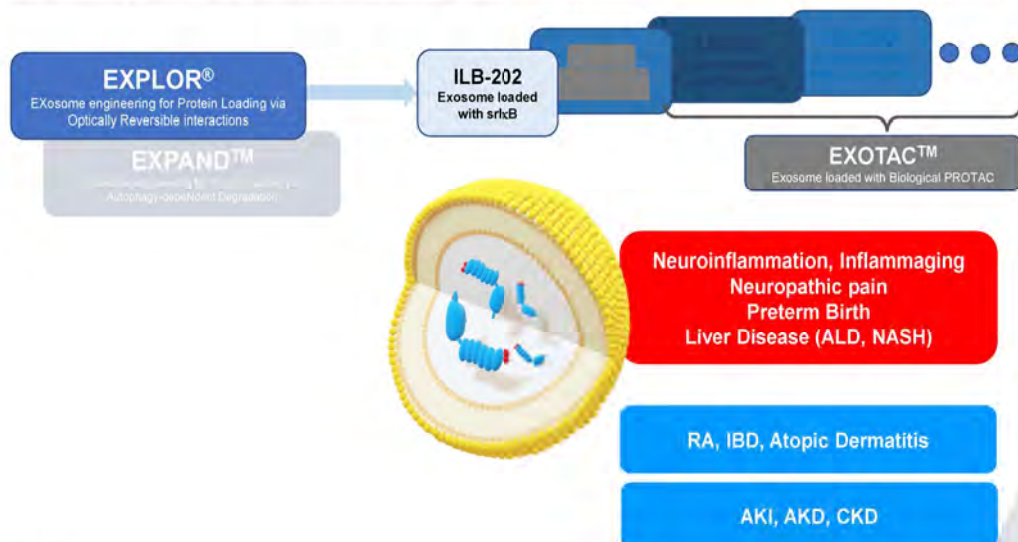 EXPLOR®
EXosome engineering for Protein Loading via
Optically Reversible interactions
EXPAND™
Autophagy-depeNdent Degradation
ILB-202
Exosome loaded
with srIκB
EXOTAC™
Exosome loaded with Biological PROTAC
Neuroinflammation, Inflammaging
Neuropathic pain
Preterm Birth
Liver Disease (ALD, NASH)
RA, IBD, Atopic Dermatitis
AKI, AKD, CKD